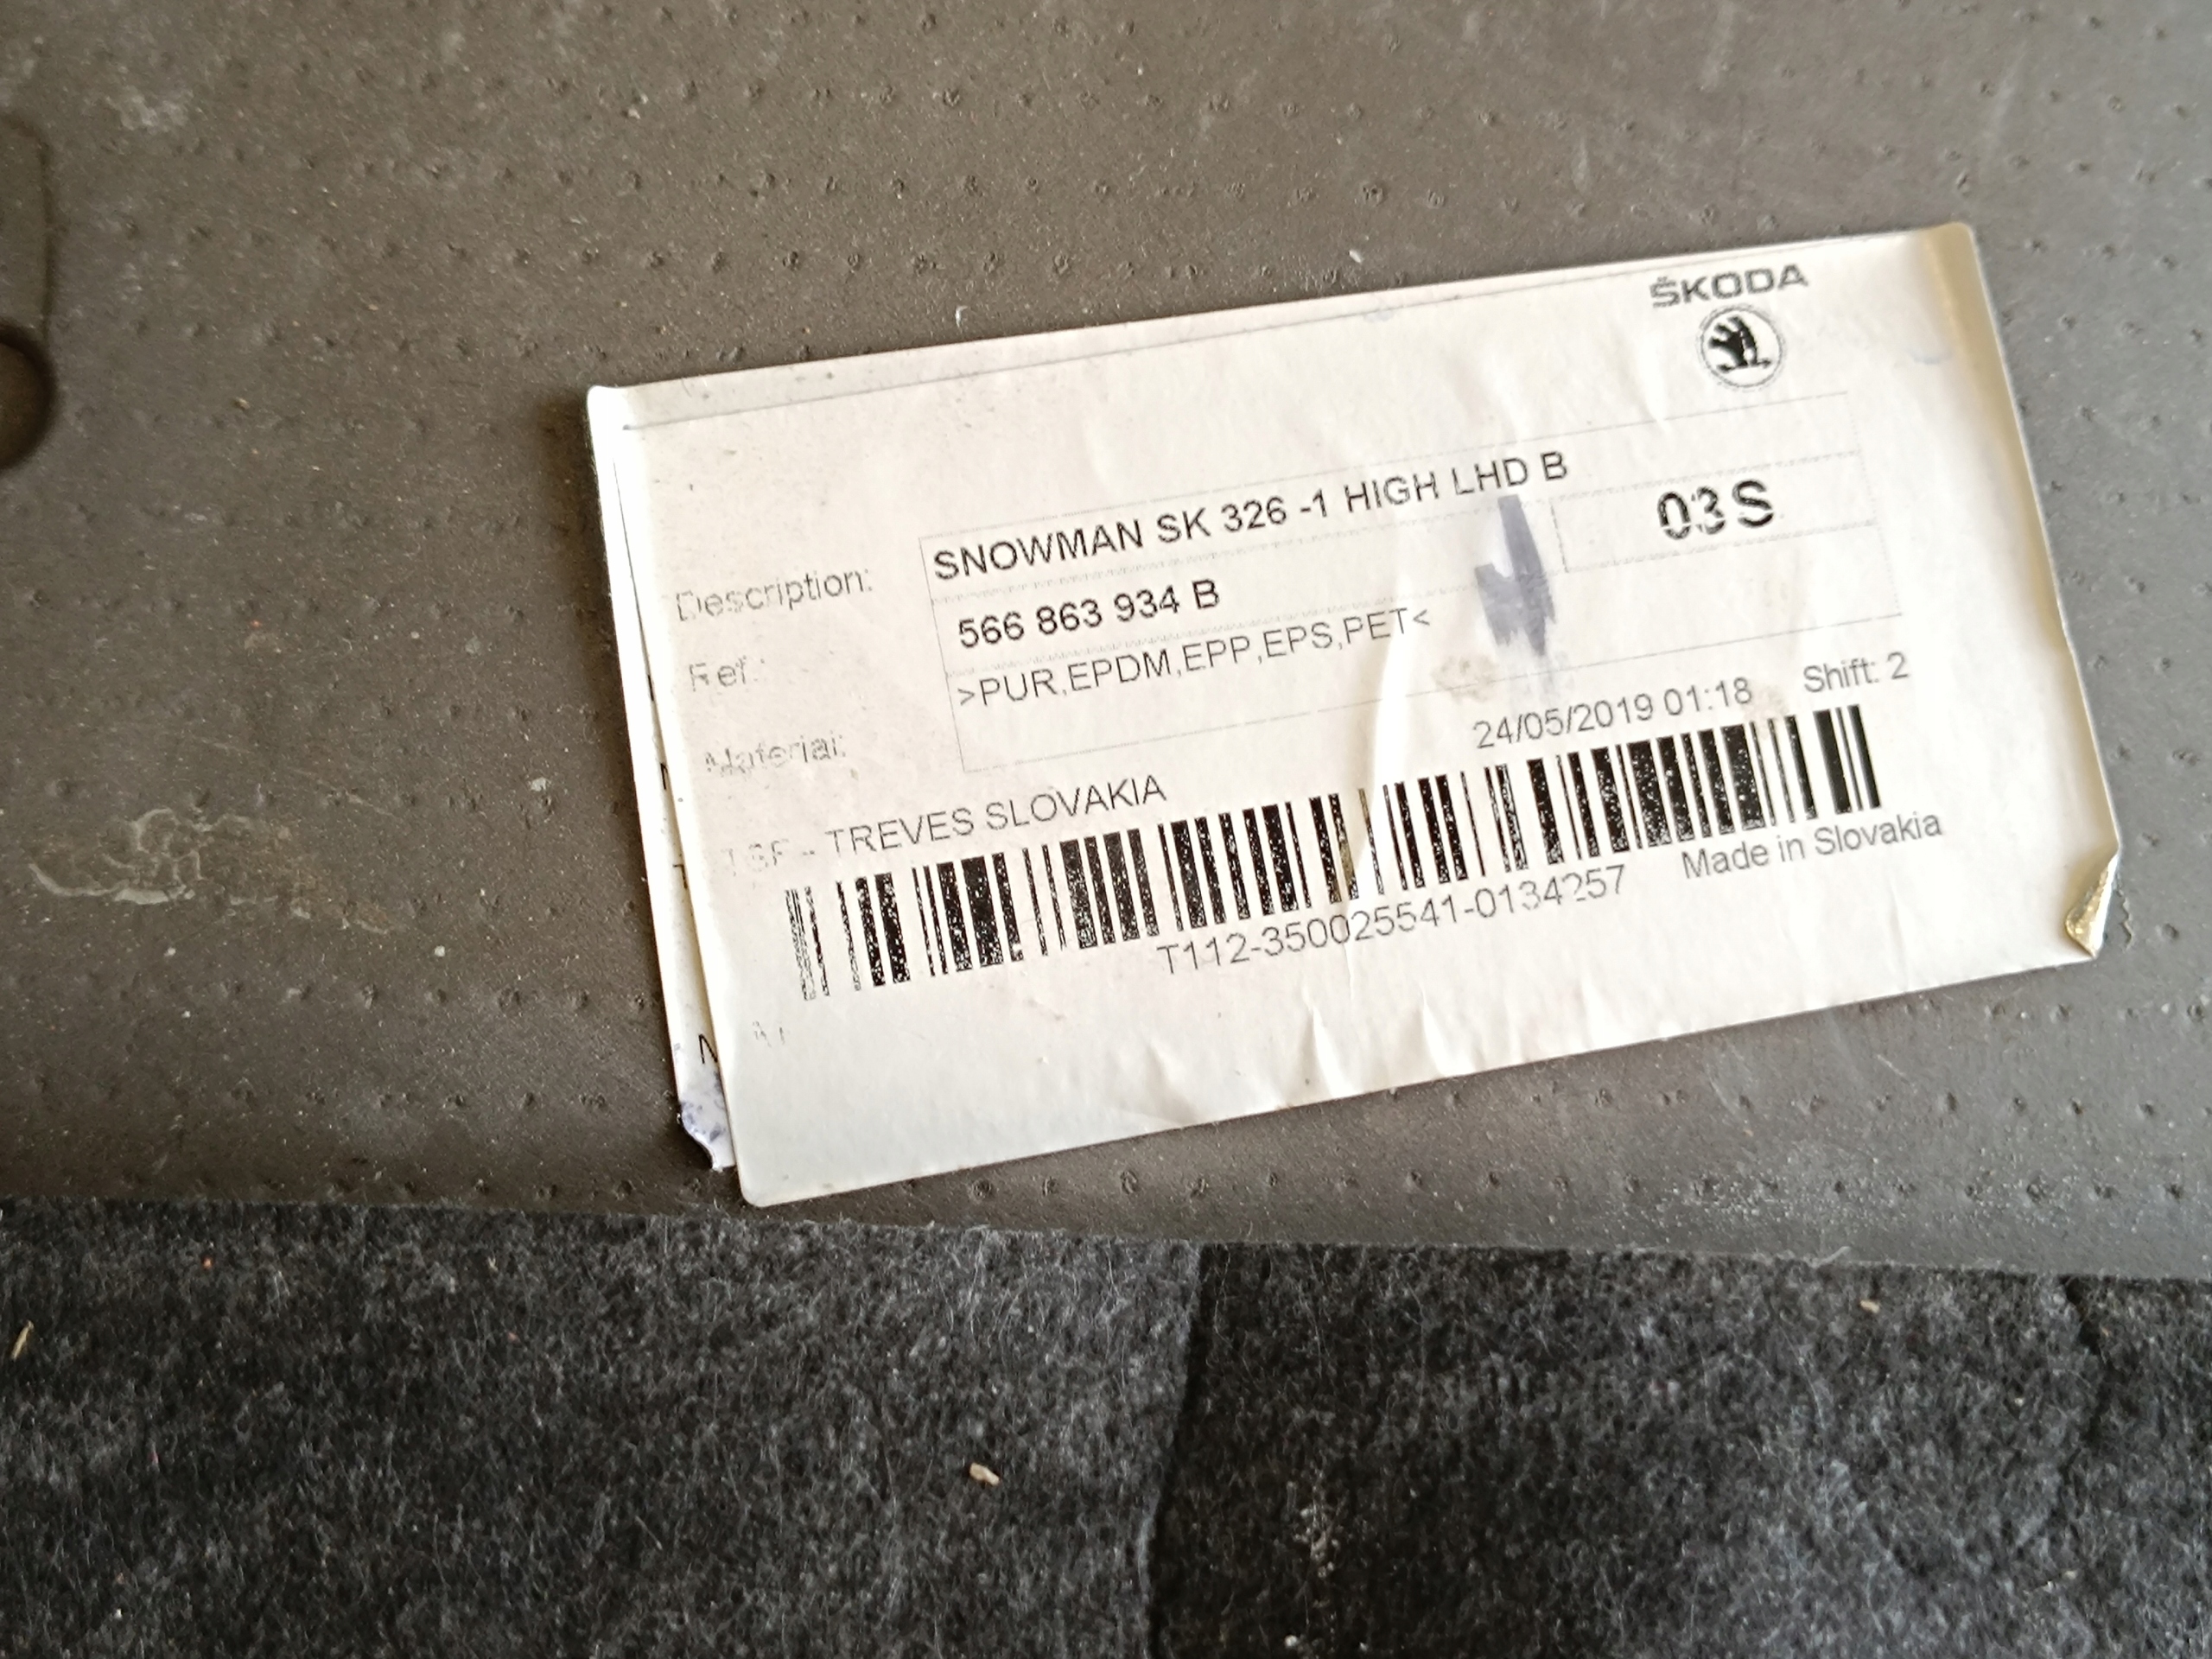 ŠKODA
Description: SNOWMAN SK 326 -1 HIGH LHD B
Ref.: 566 863 934 B 03S
Material: >PUR,EPDM,EPP,EPS,PET<
24/05/2019 01:18 Shift: 2
- TREVES SLOVAKIA
T112-350025541-0134257 Made in Slovakia